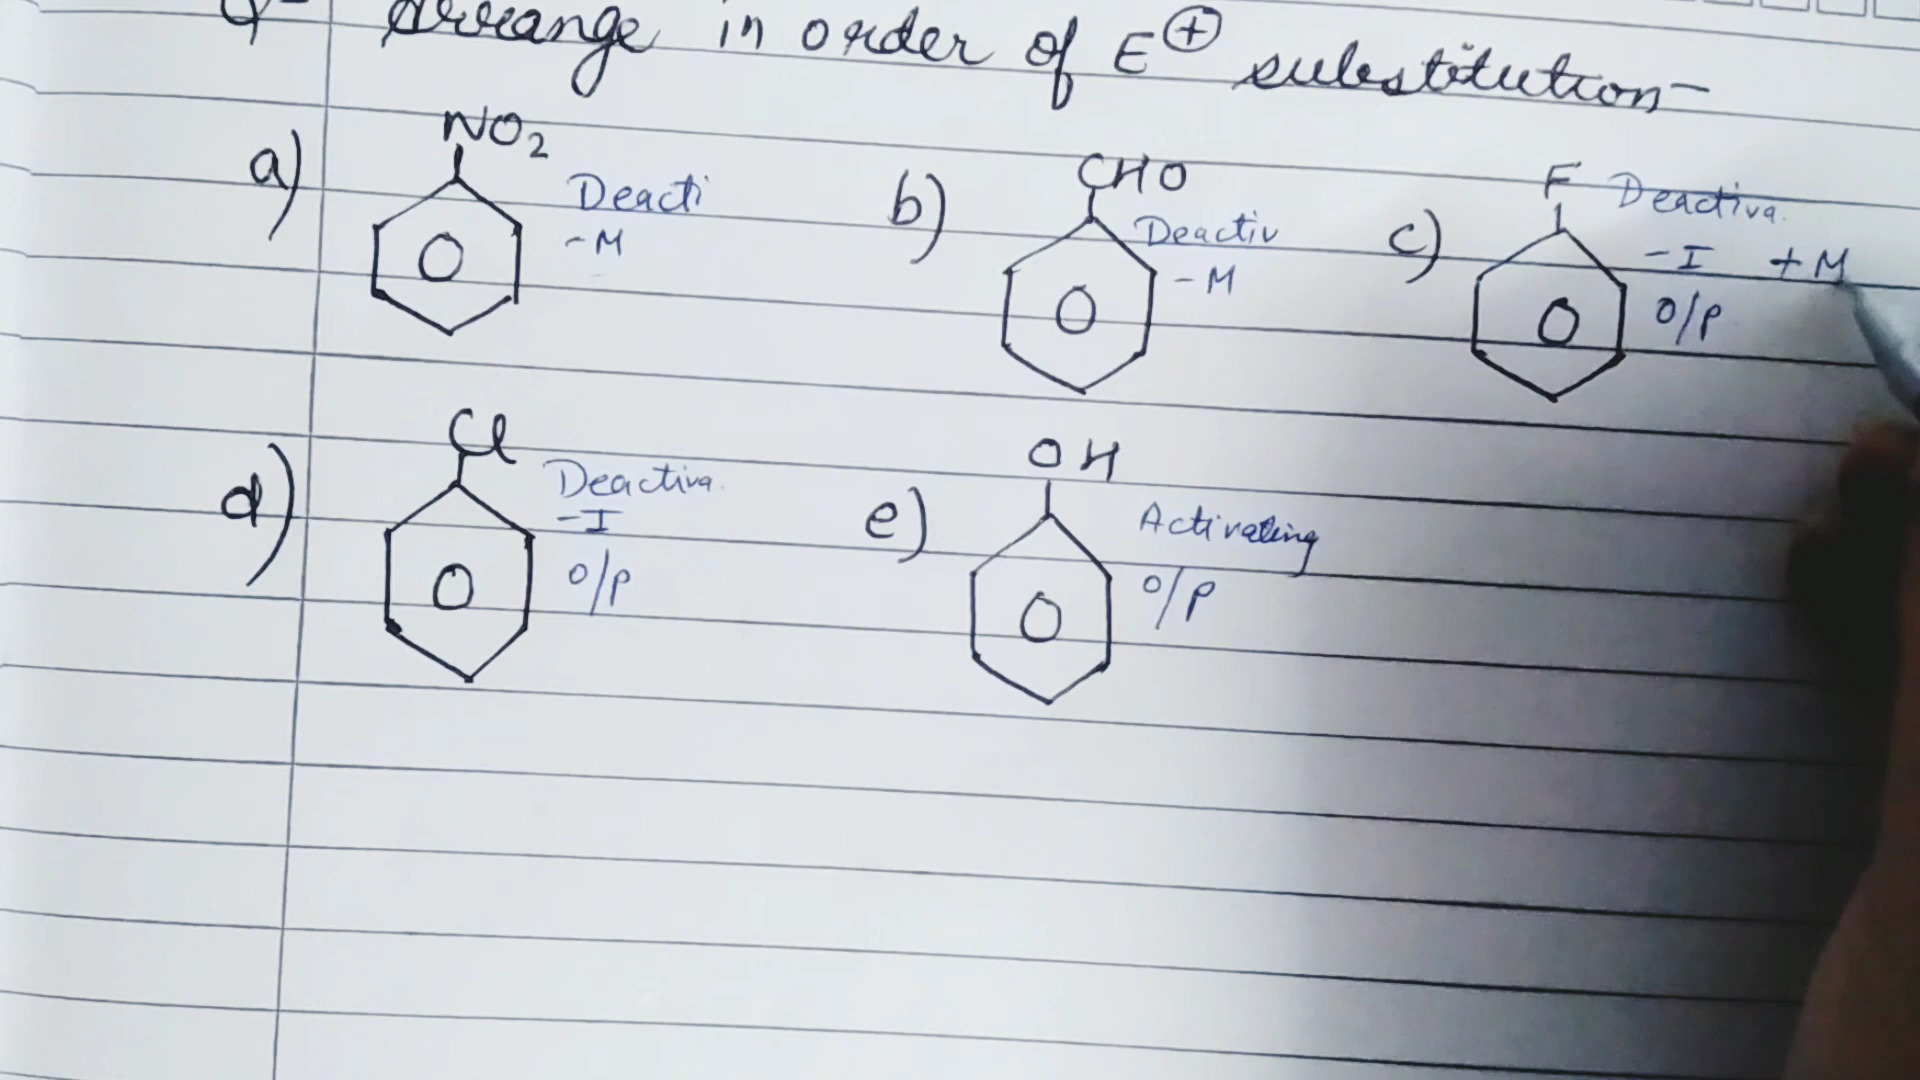 Arrange in order of E⊕ substitution-
a) NO2 Deacti
-M
b) CHO Deactiv
-M
c) F Deactiva.
-I +M
O/P
d) Cl Deactiva.
-I
O/P
e) OH Activating
O/P